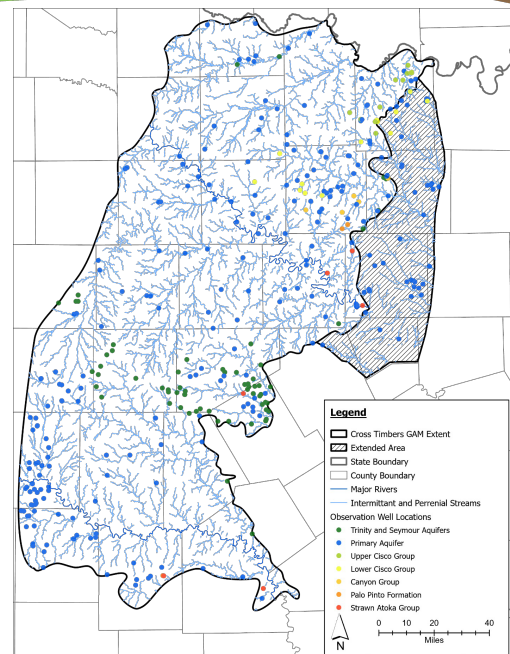 Legend
Cross Timbers GAM Extent
Extended Area
State Boundary
County Boundary
Major Rivers
Intermittant and Perrenial Streams
Observation Well Locations
Trinity and Seymour Aquifers
Primary Aquifer
Upper Cisco Group
Lower Cisco Group
Canyon Group
Palo Pinto Formation
Strawn Atoka Group
N
0 10 20 40
Miles